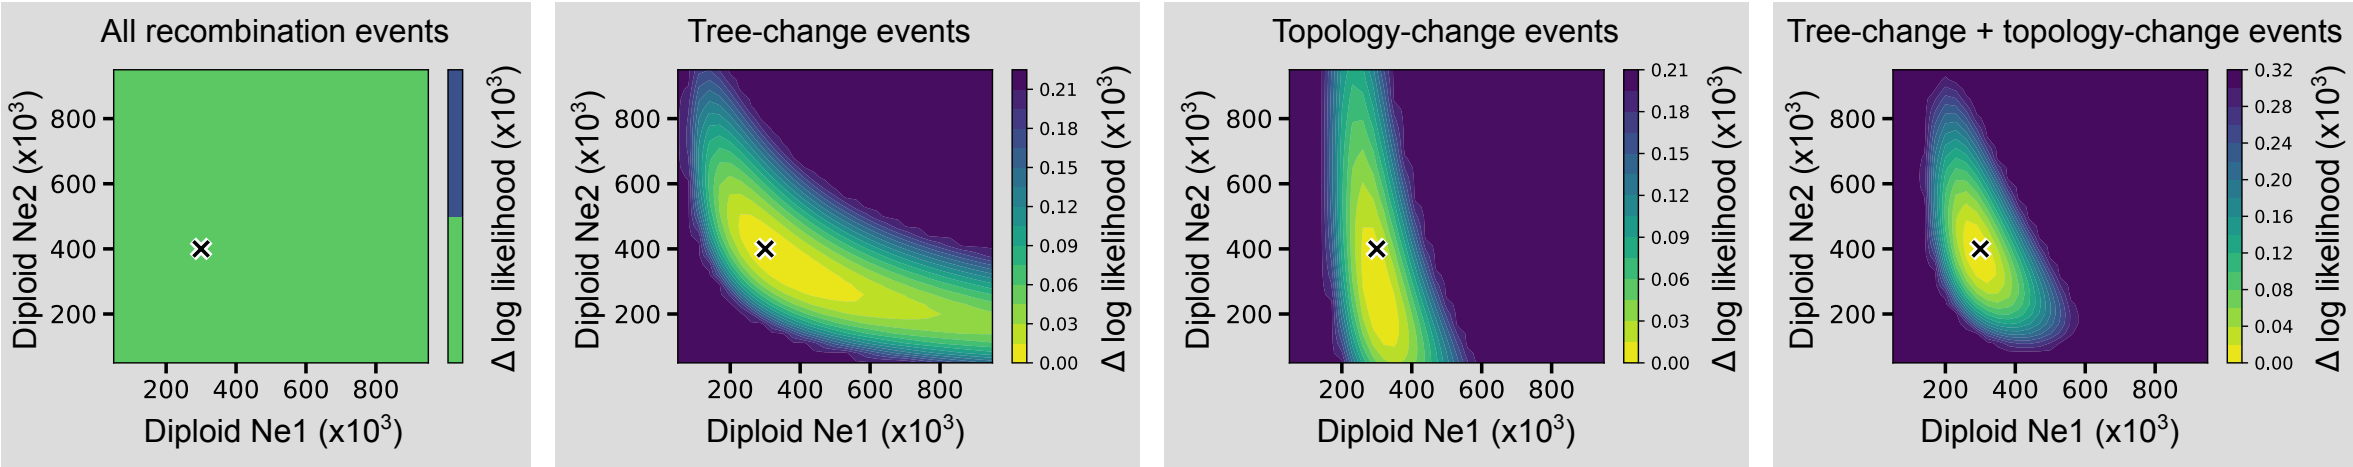 All recombination events
Diploid Ne2 (x10³)
800
600
400
200
200 400 600 800
Diploid Ne1 (x10³)
Δ log likelihood (x10³)
Tree-change events
Diploid Ne2 (x10³)
800
600
400
200
200 400 600 800
Diploid Ne1 (x10³)
0.21
0.18
0.15
0.12
0.09
0.06
0.03
0.00
Δ log likelihood (x10³)
Topology-change events
Diploid Ne2 (x10³)
800
600
400
200
200 400 600 800
Diploid Ne1 (x10³)
0.21
0.18
0.15
0.12
0.09
0.06
0.03
0.00
Δ log likelihood (x10³)
Tree-change + topology-change events
Diploid Ne2 (x10³)
800
600
400
200
200 400 600 800
Diploid Ne1 (x10³)
0.32
0.28
0.24
0.20
0.16
0.12
0.08
0.04
0.00
Δ log likelihood (x10³)